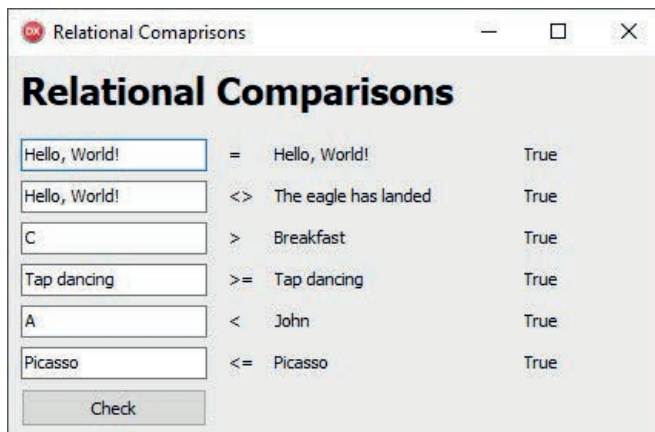 DX Relational Comaprisons
Relational Comparisons
Hello, World! = Hello, World! True
Hello, World! <> The eagle has landed True
C > Breakfast True
Tap dancing >= Tap dancing True
A < John True
Picasso <= Picasso True
Check